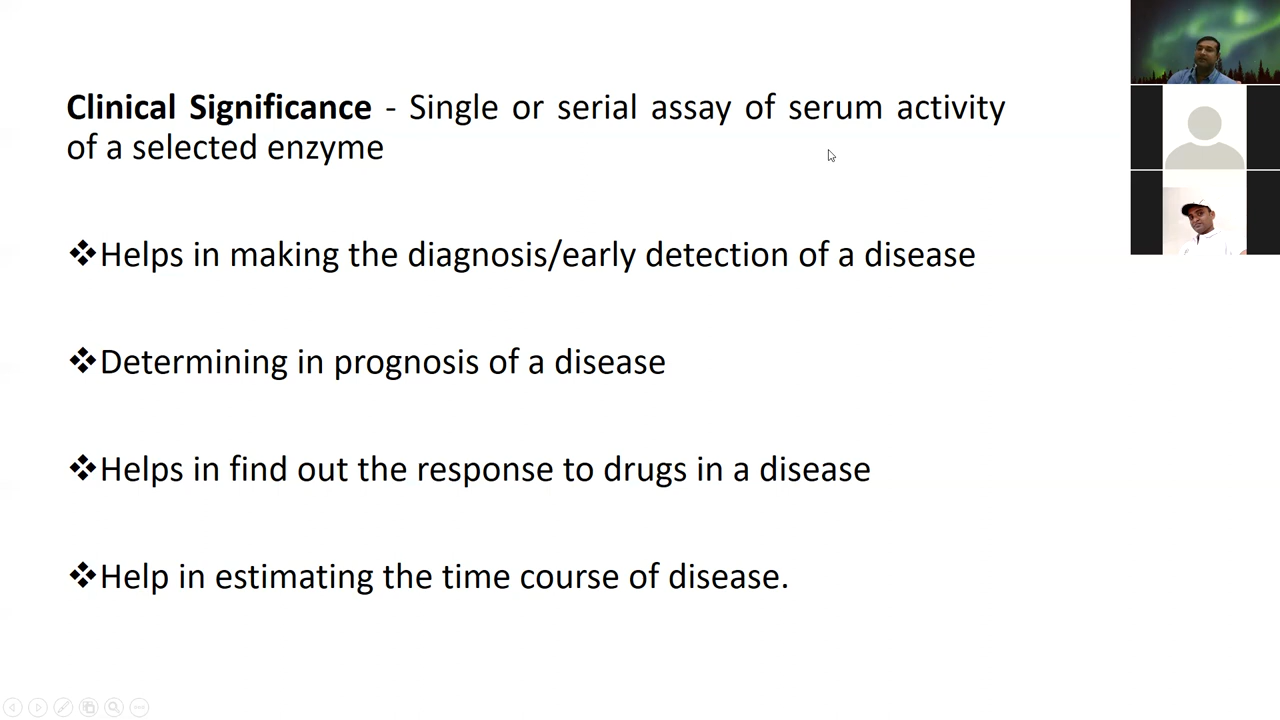 Clinical Significance - Single or serial assay of serum activity
of a selected enzyme
❖Helps in making the diagnosis/early detection of a disease
❖Determining in prognosis of a disease
❖Helps in find out the response to drugs in a disease
❖Help in estimating the time course of disease.